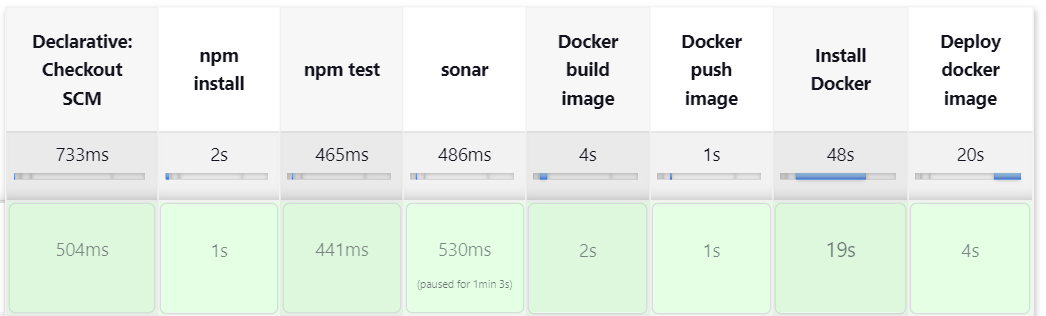 Declarative:
Checkout
SCM
npm
install
npm test
sonar
Docker
build
image
Docker
push
image
Install
Docker
Deploy
docker
image
733ms
2s
465ms
486ms
4s
1s
48s
20s
504ms
1s
441ms
530ms
(paused for 1min 3s)
2s
1s
19s
4s